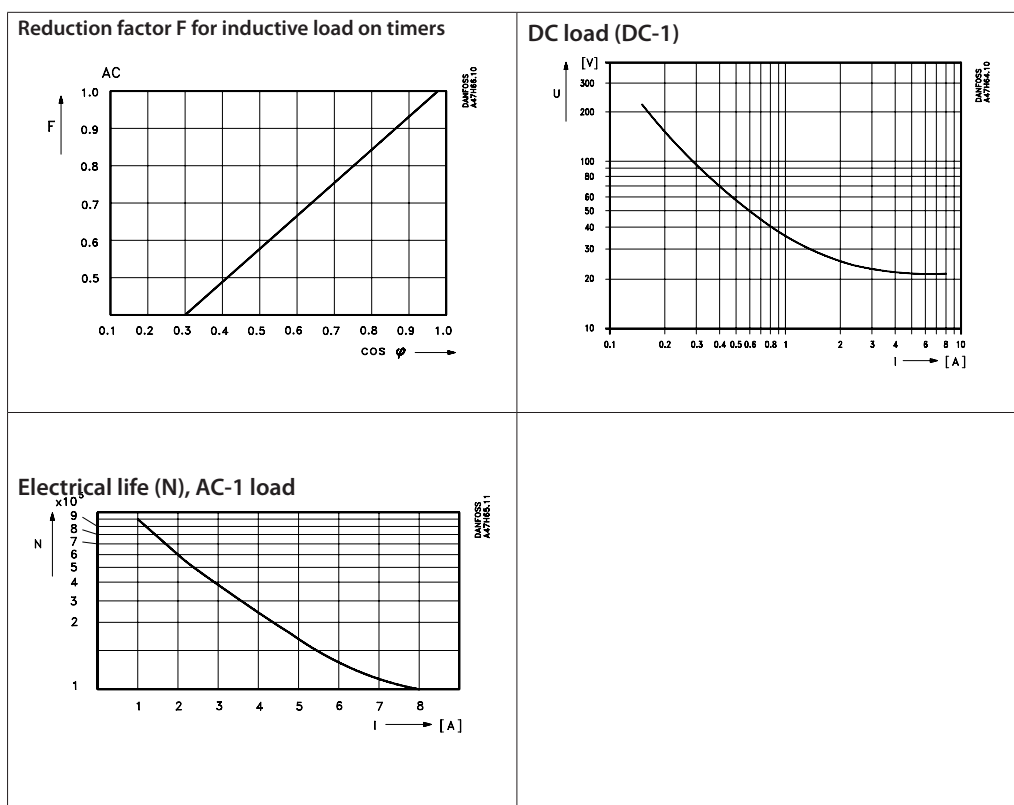 Reduction factor F for inductive load on timers
AC
F
1.0
0.9
0.8
0.7
0.6
0.5
0.1 0.2 0.3 0.4 0.5 0.6 0.7 0.8 0.9 1.0
cos φ
DANFOSS
A47H66.10
DC load (DC-1)
[V]
U
300
200
100
80
60
50
40
30
20
10
0.1 0.2 0.3 0.4 0.5 0.6 0.8 1 2 3 4 6 8 10
I [A]
DANFOSS
A47H64.10
Electrical life (N), AC-1 load
x10⁵
N
9
8
7
6
5
4
3
2
1
1 2 3 4 5 6 7 8
I [A]
DANFOSS
A47H65.11